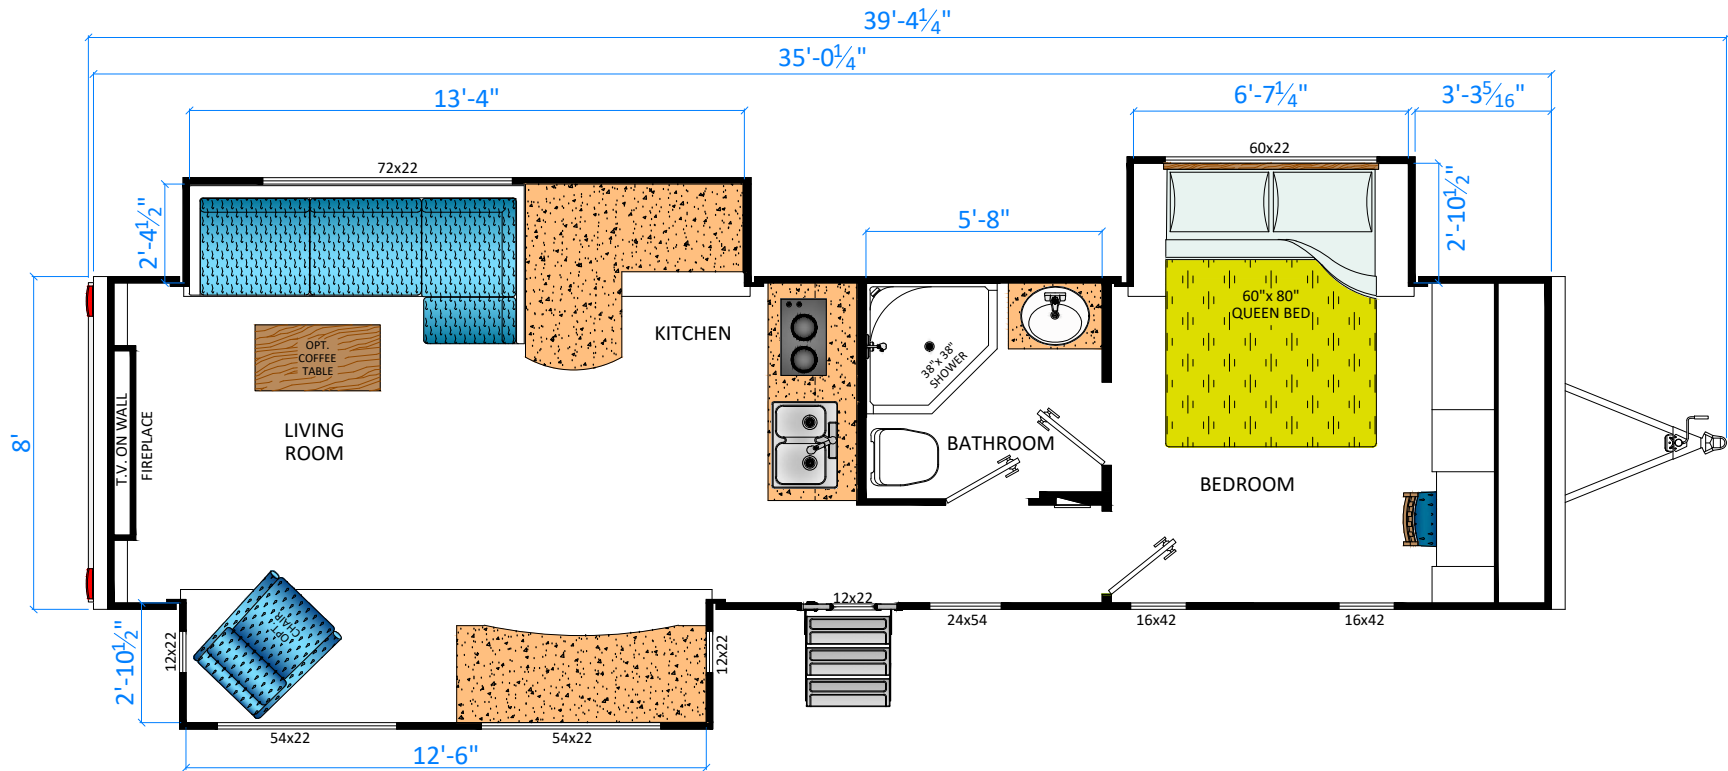 39'-4¼"
35'-0¼"
13'-4"
6'-7¼"
3'-3⁵⁄₁₆"
72x22
60x22
2'-4½"
5'-8"
2'-10½"
60"x 80"
QUEEN BED
KITCHEN
OPT.
COFFEE
TABLE
38"x 38"
SHOWER
8'
T.V. ON WALL
FIREPLACE
LIVING
ROOM
BATHROOM
BEDROOM
12x22
24x54
16x42
16x42
OPT.
CHAIR
12x22
12x22
2'-10½"
54x22
54x22
12'-6"